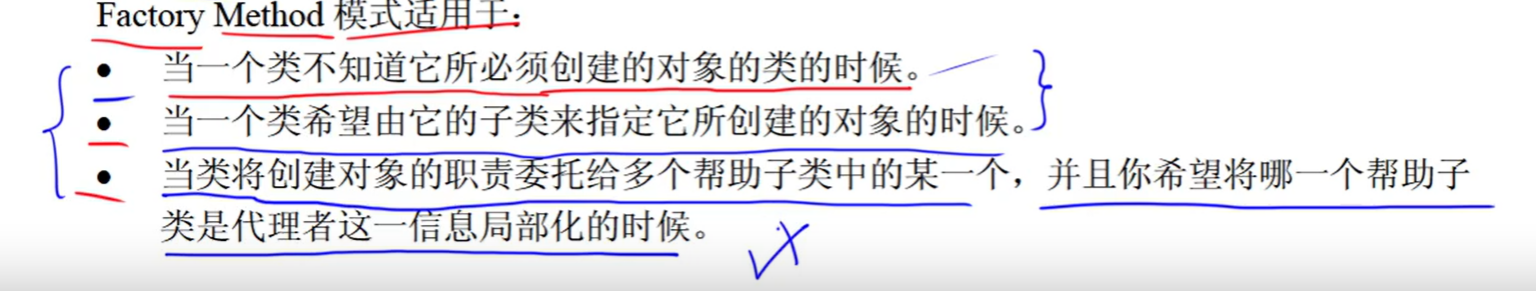 Factory Method 模式适用于：
● 当一个类不知道它所必须创建的对象的类的时候。
● 当一个类希望由它的子类来指定它所创建的对象的时候。
● 当类将创建对象的职责委托给多个帮助子类中的某一个，并且你希望将哪一个帮助子
类是代理者这一信息局部化的时候。